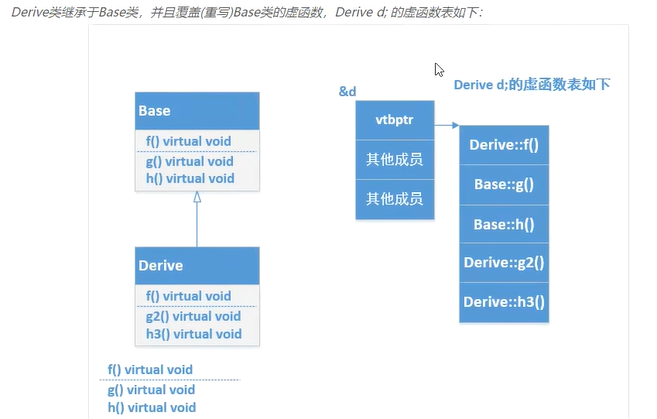 Derive类继承于Base类，并且覆盖(重写)Base类的虚函数，Derive d; 的虚函数表如下：
Base
f() virtual void
g() virtual void
h() virtual void
Derive
f() virtual void
g2() virtual void
h3() virtual void
f() virtual void
g() virtual void
h() virtual void
&d
vtbptr
其他成员
其他成员
Derive d;的虚函数表如下
Derive::f()
Base::g()
Base::h()
Derive::g2()
Derive::h3()